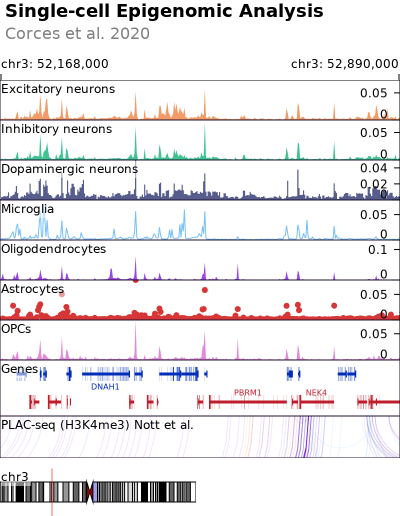 Single-cell Epigenomic Analysis
Corces et al. 2020
chr3: 52,168,000 chr3: 52,890,000
Excitatory neurons 0.05
0
Inhibitory neurons 0.05
0
Dopaminergic neurons 0.04
0.02
0
Microglia 0.05
0
Oligodendrocytes 0.1
0
Astrocytes 0.05
0
OPCs 0.05
0
Genes
DNAH1
PBRM1 NEK4
PLAC-seq (H3K4me3) Nott et al.
chr3